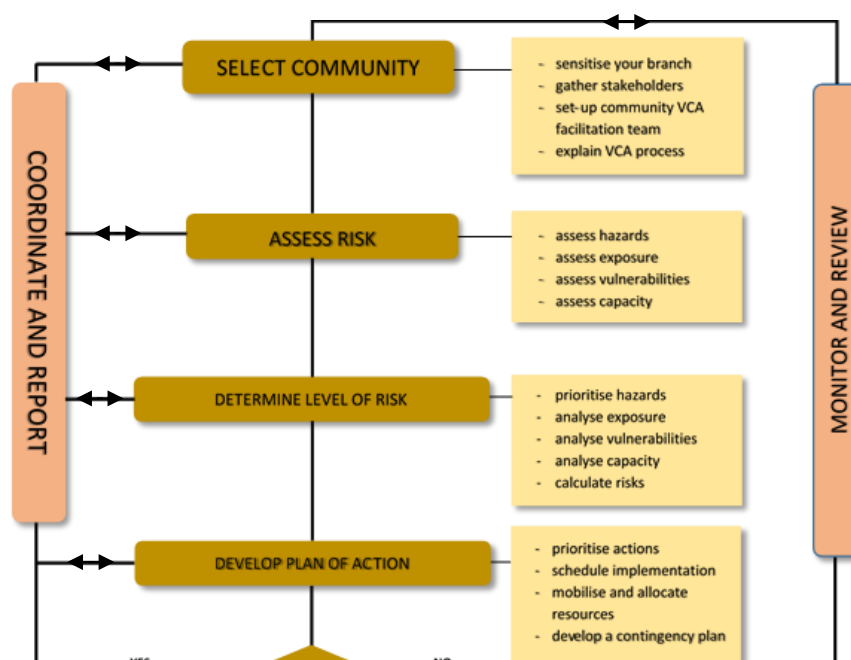 SELECT COMMUNITY
- sensitise your branch
- gather stakeholders
- set-up community VCA
facilitation team
- explain VCA process
COORDINATE AND REPORT
MONITOR AND REVIEW
ASSESS RISK
- assess hazards
- assess exposure
- assess vulnerabilities
- assess capacity
DETERMINE LEVEL OF RISK
- prioritise hazards
- analyse exposure
- analyse vulnerabilities
- analyse capacity
- calculate risks
DEVELOP PLAN OF ACTION
- prioritise actions
- schedule implementation
- mobilise and allocate
resources
- develop a contingency plan
YES
NO